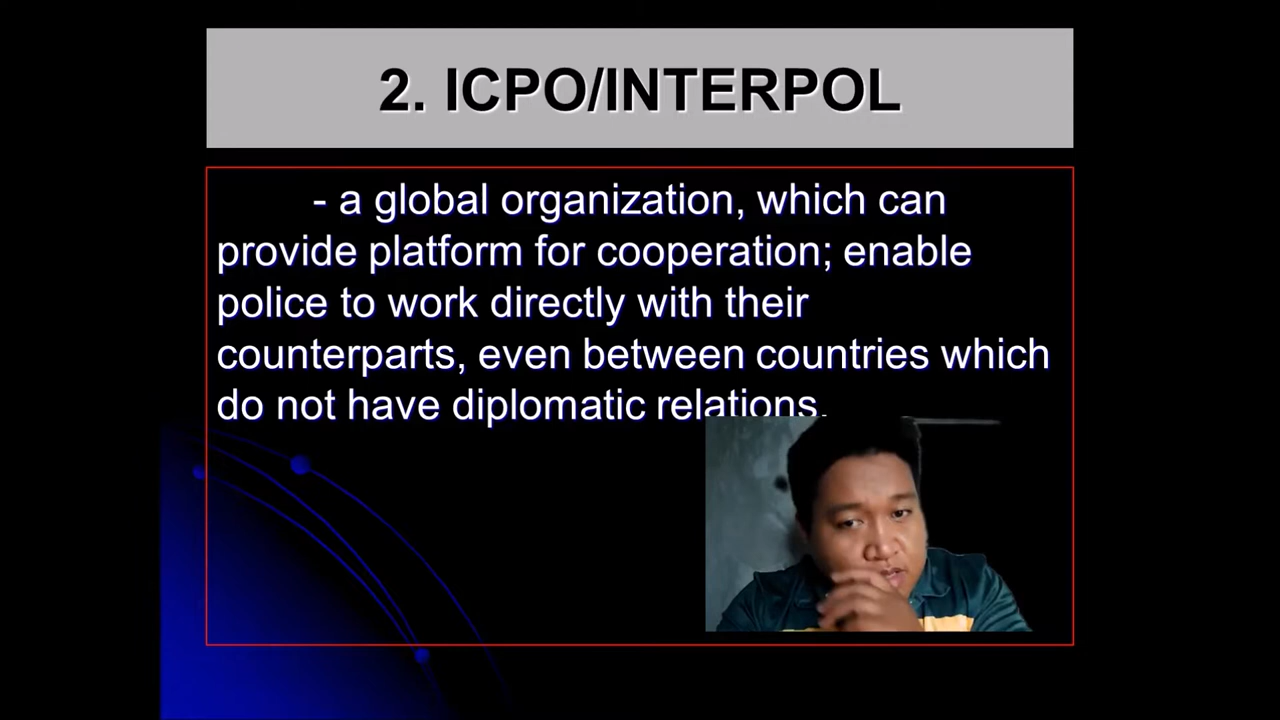 2. ICPO/INTERPOL
- a global organization, which can
provide platform for cooperation; enable
police to work directly with their
counterparts, even between countries which
do not have diplomatic relations.